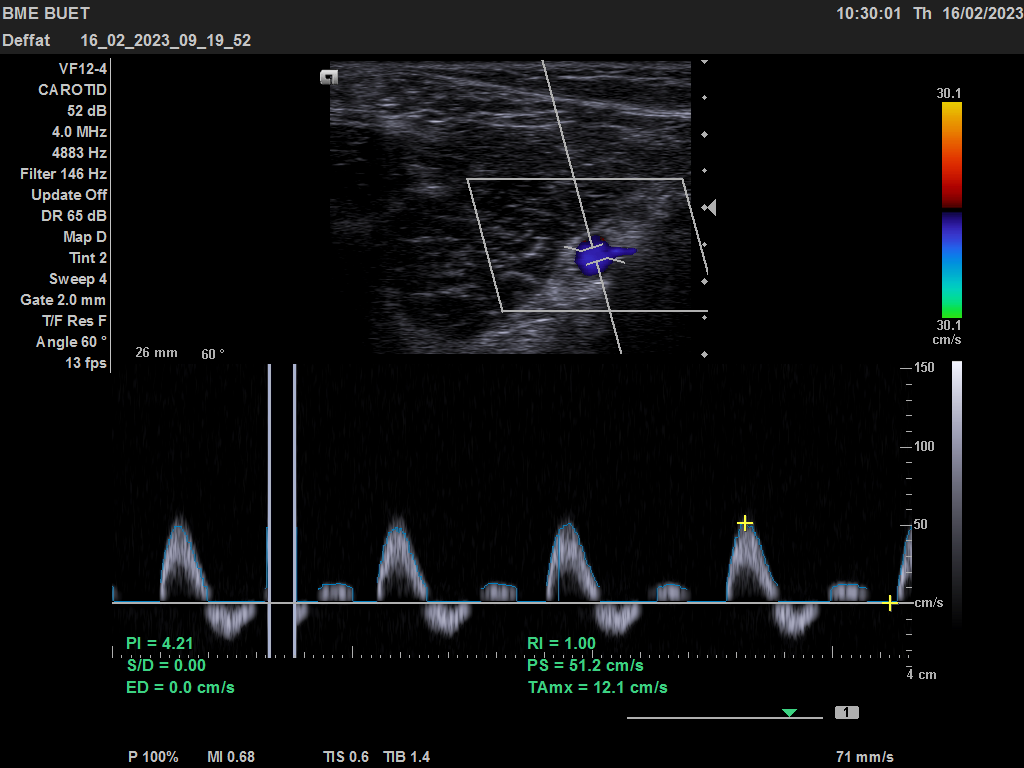 BME BUET
10:30:01 Th 16/02/2023
Deffat 16_02_2023_09_19_52
VF12-4
CAROTID
52 dB
4.0 MHz
4883 Hz
Filter 146 Hz
Update Off
DR 65 dB
Map D
Tint 2
Sweep 4
Gate 2.0 mm
T/F Res F
Angle 60 °
13 fps
30.1
30.1
cm/s
26 mm 60 °
150
100
50
cm/s
4 cm
PI = 4.21
S/D = 0.00
ED = 0.0 cm/s
RI = 1.00
PS = 51.2 cm/s
TAmx = 12.1 cm/s
1
P 100% MI 0.68 TIS 0.6 TIB 1.4
71 mm/s